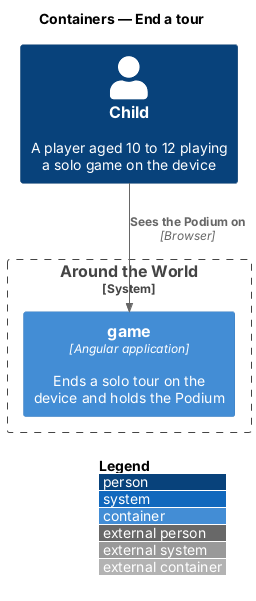 Containers — End a tour
Child
A player aged 10 to 12 playing
a solo game on the device
Sees the Podium on
[Browser]
Around the World
[System]
game
[Angular application]
Ends a solo tour on the
device and holds the Podium
Legend
person
system
container
external person
external system
external container